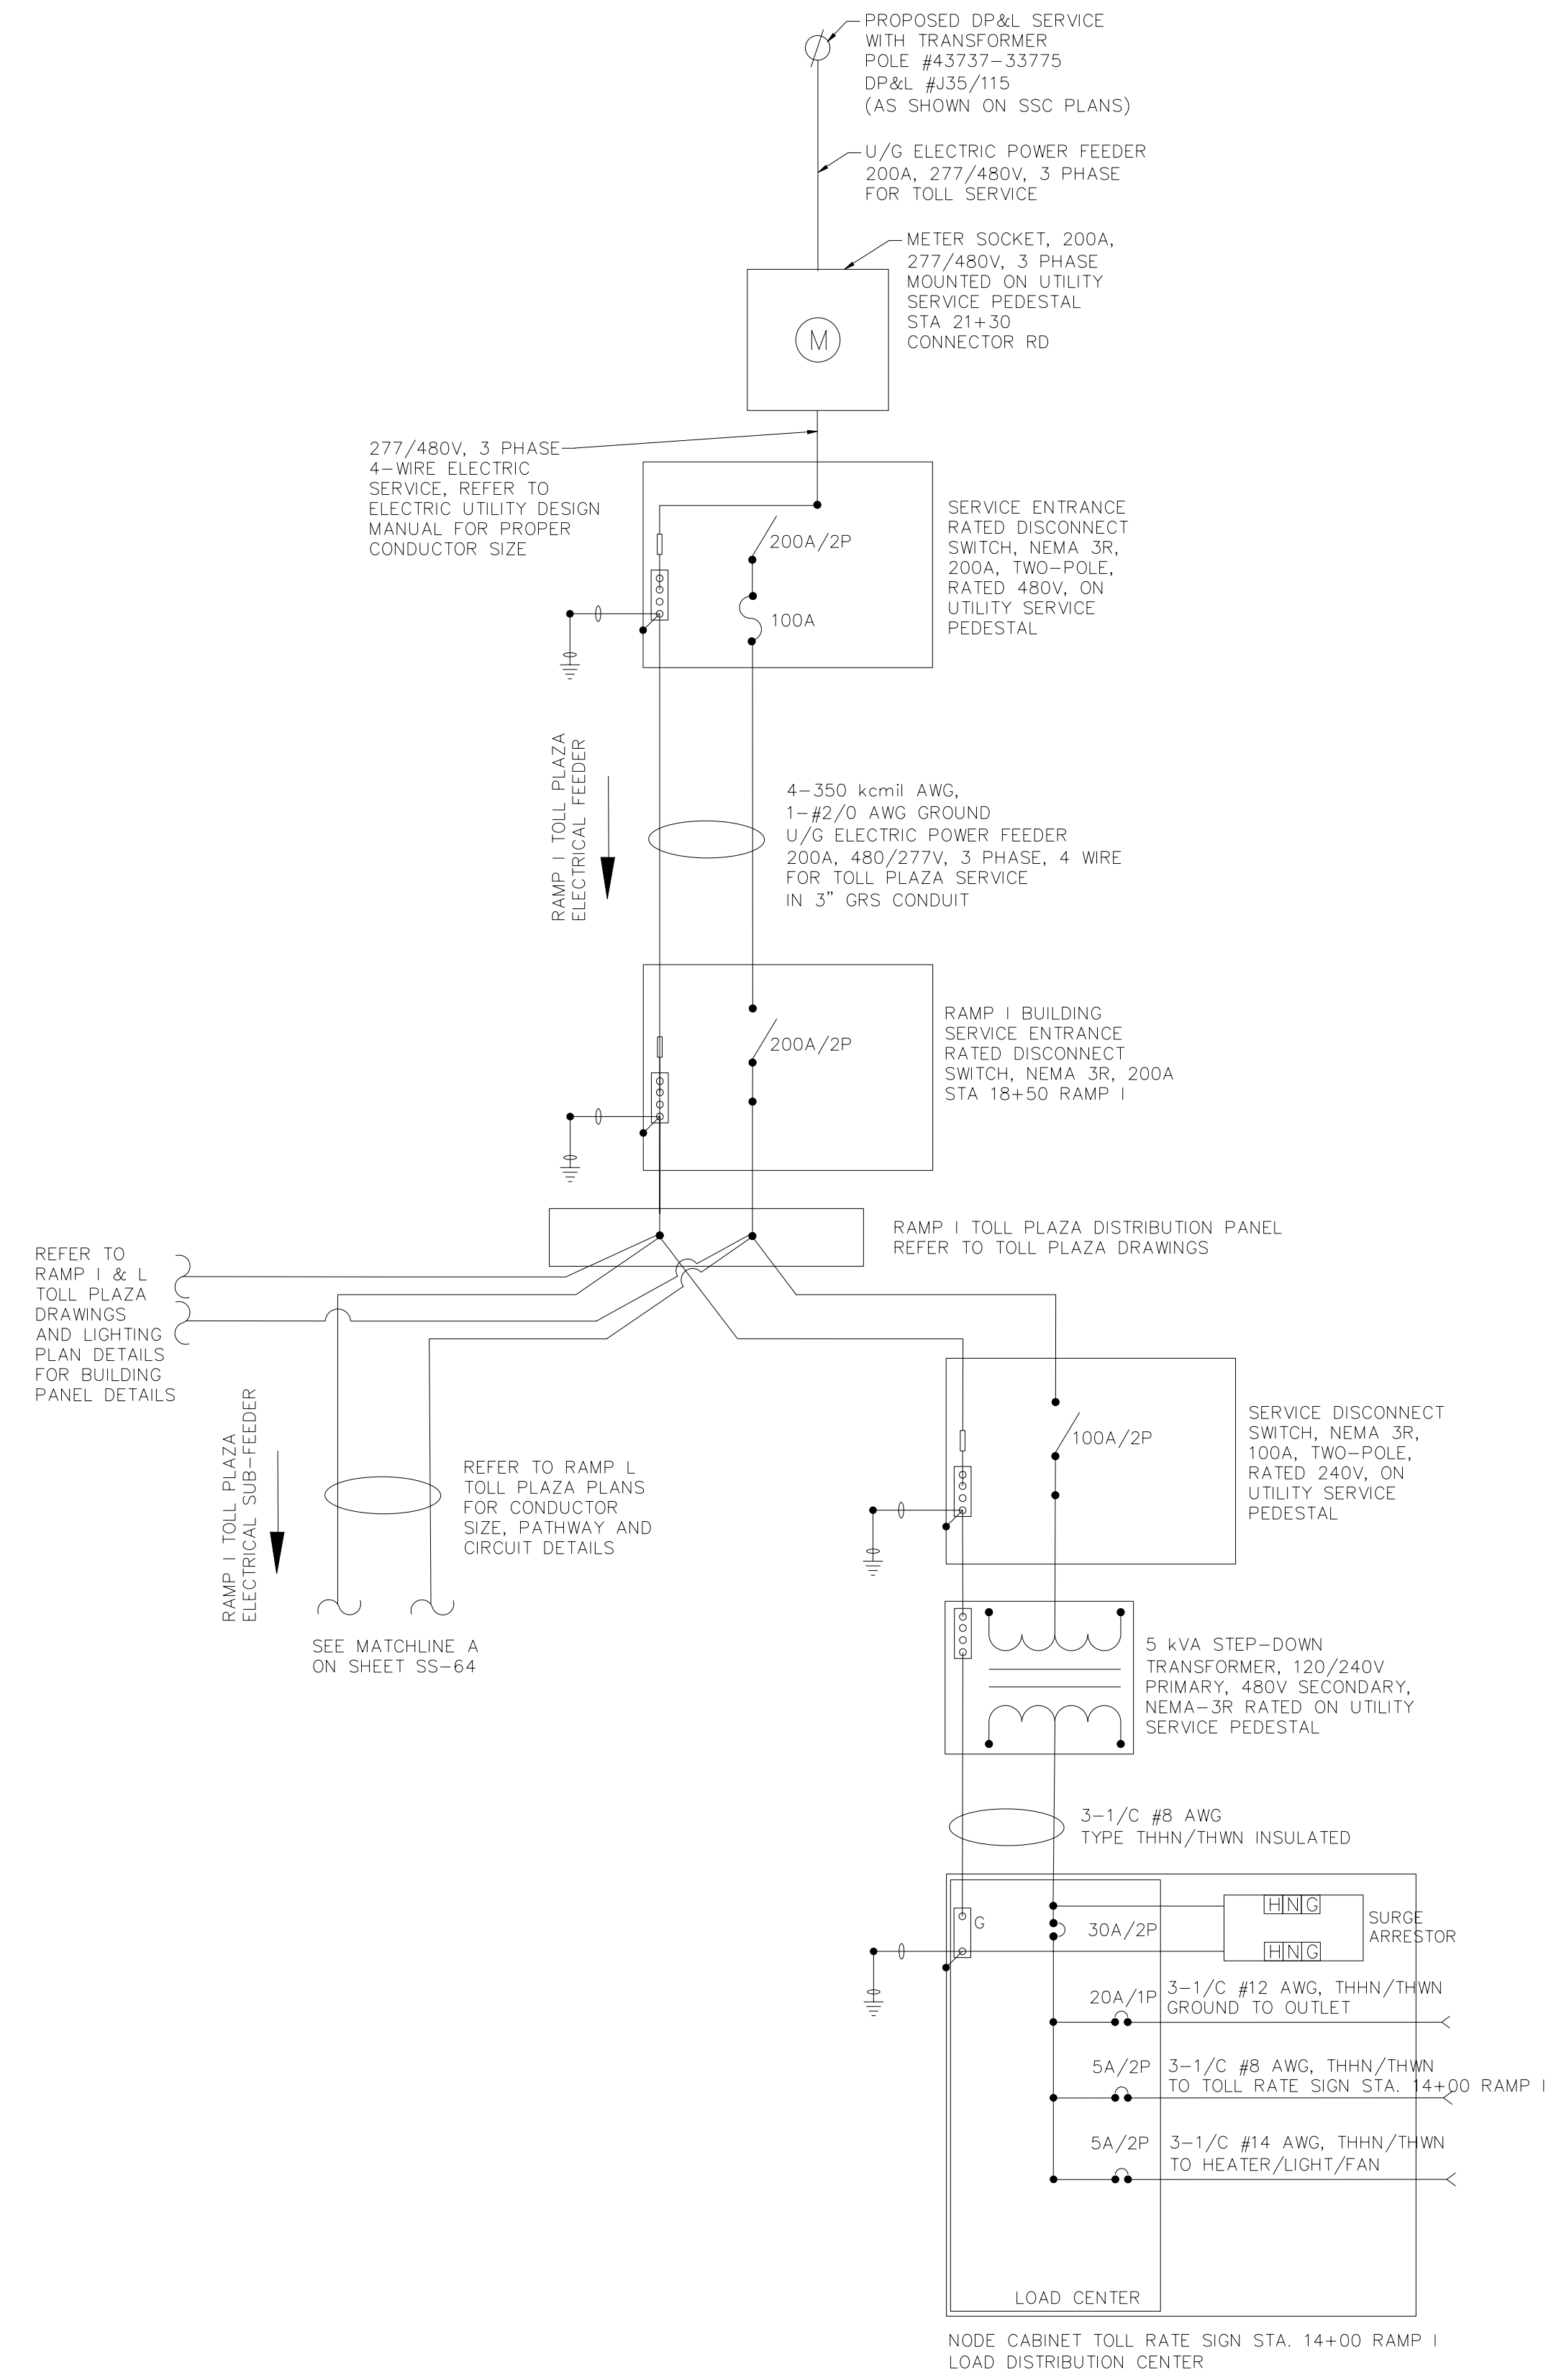 PROPOSED DP&L SERVICE
WITH TRANSFORMER
POLE #43737-33775
DP&L #J35/115
(AS SHOWN ON SSC PLANS)
U/G ELECTRIC POWER FEEDER
200A, 277/480V, 3 PHASE
FOR TOLL SERVICE
METER SOCKET, 200A,
277/480V, 3 PHASE
MOUNTED ON UTILITY
SERVICE PEDESTAL
STA 21+30
CONNECTOR RD
M
277/480V, 3 PHASE
4-WIRE ELECTRIC
SERVICE, REFER TO
ELECTRIC UTILITY DESIGN
MANUAL FOR PROPER
CONDUCTOR SIZE
200A/2P
100A
SERVICE ENTRANCE
RATED DISCONNECT
SWITCH, NEMA 3R,
200A, TWO-POLE,
RATED 480V, ON
UTILITY SERVICE
PEDESTAL
RAMP I TOLL PLAZA
ELECTRICAL FEEDER
4-350 kcmil AWG,
1-#2/0 AWG GROUND
U/G ELECTRIC POWER FEEDER
200A, 480/277V, 3 PHASE, 4 WIRE
FOR TOLL PLAZA SERVICE
IN 3" GRS CONDUIT
200A/2P
RAMP I BUILDING
SERVICE ENTRANCE
RATED DISCONNECT
SWITCH, NEMA 3R, 200A
STA 18+50 RAMP I
RAMP I TOLL PLAZA DISTRIBUTION PANEL
REFER TO TOLL PLAZA DRAWINGS
REFER TO
RAMP I & L
TOLL PLAZA
DRAWINGS
AND LIGHTING
PLAN DETAILS
FOR BUILDING
PANEL DETAILS
RAMP I TOLL PLAZA
ELECTRICAL SUB-FEEDER
REFER TO RAMP L
TOLL PLAZA PLANS
FOR CONDUCTOR
SIZE, PATHWAY AND
CIRCUIT DETAILS
SEE MATCHLINE A
ON SHEET SS-64
100A/2P
SERVICE DISCONNECT
SWITCH, NEMA 3R,
100A, TWO-POLE,
RATED 240V, ON
UTILITY SERVICE
PEDESTAL
5 kVA STEP-DOWN
TRANSFORMER, 120/240V
PRIMARY, 480V SECONDARY,
NEMA-3R RATED ON UTILITY
SERVICE PEDESTAL
3-1/C #8 AWG
TYPE THHN/THWN INSULATED
G
30A/2P
H N G
H N G
SURGE
ARRESTOR
20A/1P
3-1/C #12 AWG, THHN/THWN
GROUND TO OUTLET
5A/2P
3-1/C #8 AWG, THHN/THWN
TO TOLL RATE SIGN STA. 14+00 RAMP I
5A/2P
3-1/C #14 AWG, THHN/THWN
TO HEATER/LIGHT/FAN
LOAD CENTER
NODE CABINET TOLL RATE SIGN STA. 14+00 RAMP I
LOAD DISTRIBUTION CENTER